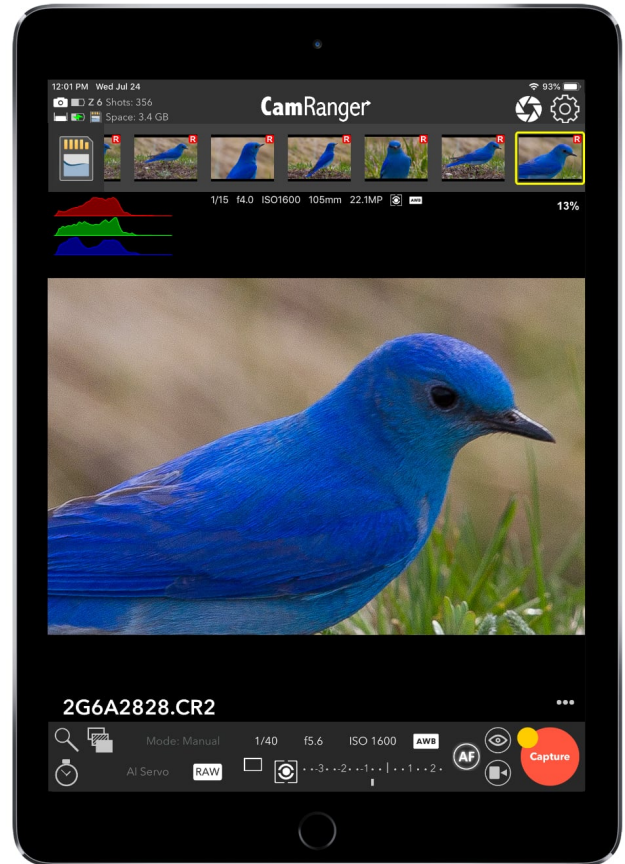 12:01 PM Wed Jul 24
93%
Z 6 Shots: 356
Space: 3.4 GB
CamRanger
R R R R R R
1/15 f4.0 ISO1600 105mm 22.1MP AWB
13%
2G6A2828.CR2
Mode: Manual 1/40 f5.6 ISO 1600 AWB
AI Servo RAW ··3··2··1··|··1··2·
AF
Capture